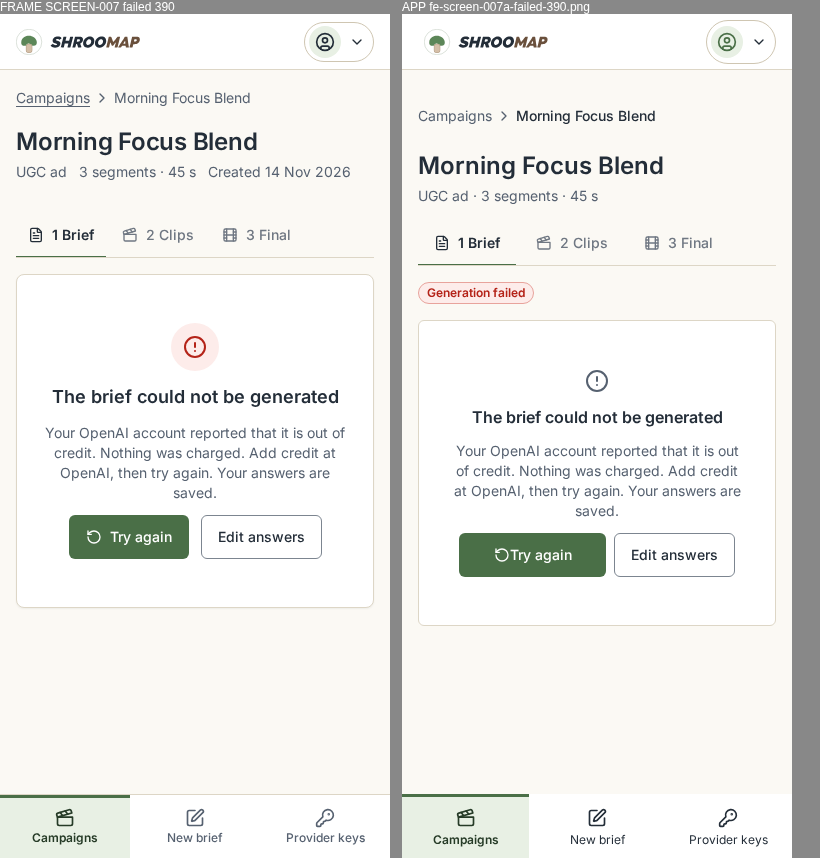 FRAME SCREEN-007 failed 390
SHROOMAP
Campaigns > Morning Focus Blend
Morning Focus Blend
UGC ad 3 segments · 45 s Created 14 Nov 2026
1 Brief 2 Clips 3 Final
The brief could not be generated
Your OpenAI account reported that it is out of
credit. Nothing was charged. Add credit at
OpenAI, then try again. Your answers are
saved.
Try again Edit answers
Campaigns New brief Provider keys
APP fe-screen-007a-failed-390.png
SHROOMAP
Campaigns > Morning Focus Blend
Morning Focus Blend
UGC ad · 3 segments · 45 s
1 Brief 2 Clips 3 Final
Generation failed
The brief could not be generated
Your OpenAI account reported that it is out
of credit. Nothing was charged. Add credit
at OpenAI, then try again. Your answers are
saved.
Try again Edit answers
Campaigns New brief Provider keys